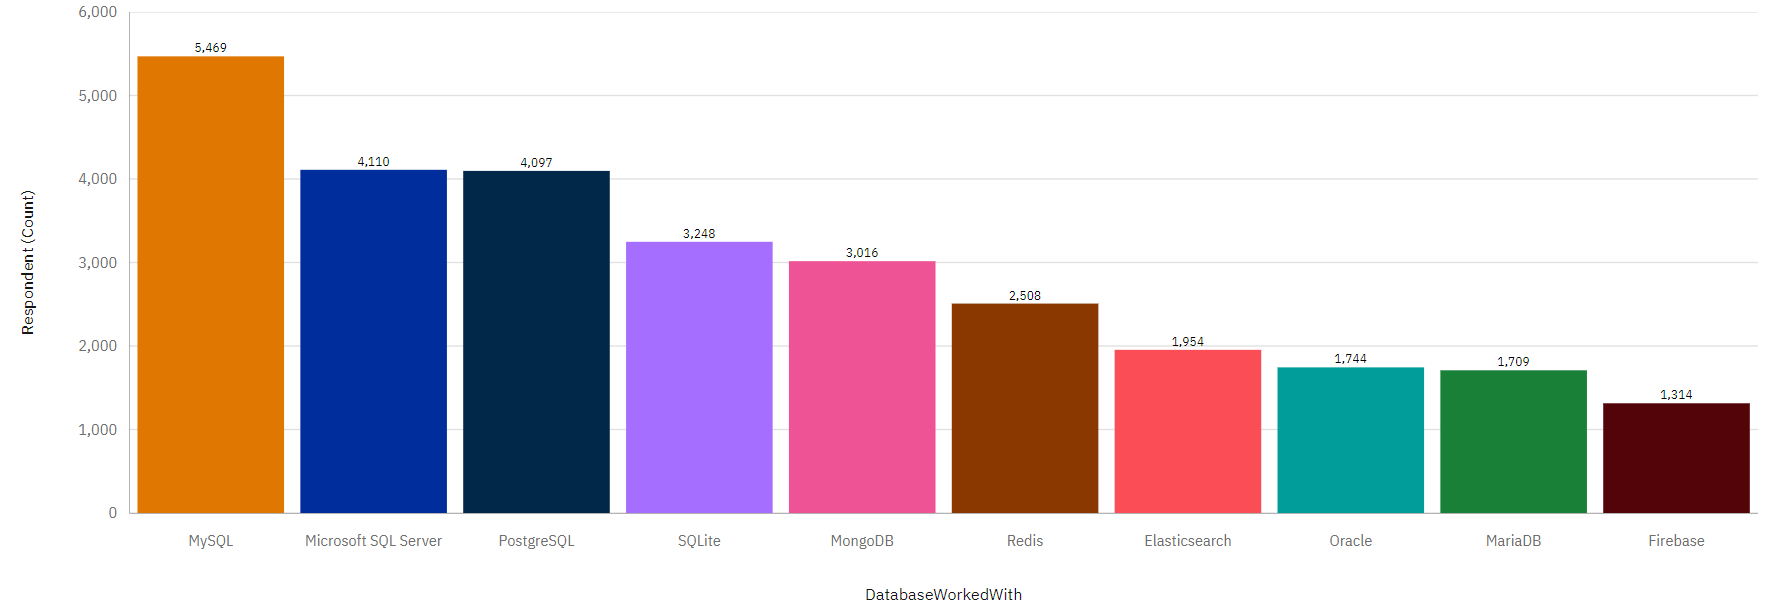 6,000
5,000
4,000
3,000
2,000
1,000
0
Respondent (Count)
5,469
4,110
4,097
3,248
3,016
2,508
1,954
1,744
1,709
1,314
MySQL
Microsoft SQL Server
PostgreSQL
SQLite
MongoDB
Redis
Elasticsearch
Oracle
MariaDB
Firebase
DatabaseWorkedWith